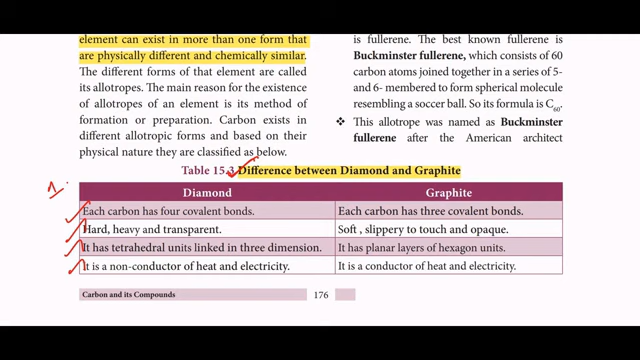 element can exist in more than one form that
are physically different and chemically similar.
The different forms of that element are called
its allotropes. The main reason for the existence
of allotropes of an element is its method of
formation or preparation. Carbon exists in
different allotropic forms and based on their
physical nature they are classified as below.
is fullerene. The best known fullerene is
Buckminster fullerene, which consists of 60
carbon atoms joined together in a series of 5-
and 6- membered to form spherical molecule
resembling a soccer ball. So its formula is C60.
❖ This allotrope was named as Buckminster
fullerene after the American architect
Table 15.3 Difference between Diamond and Graphite
1.
Diamond Graphite
Each carbon has four covalent bonds. Each carbon has three covalent bonds.
Hard, heavy and transparent. Soft, slippery to touch and opaque.
It has tetrahedral units linked in three dimension. It has planar layers of hexagon units.
It is a non-conductor of heat and electricity. It is a conductor of heat and electricity.
Carbon and its Compounds 176